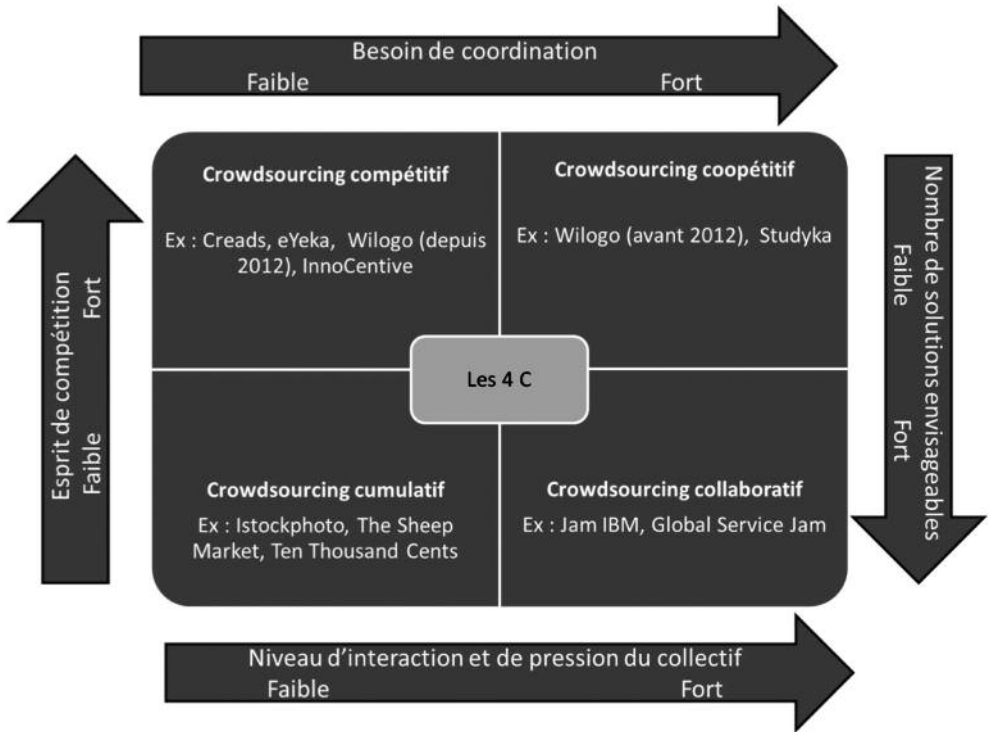 Besoin de coordination
Faible Fort
Esprit de compétition
Faible Fort
Crowdsourcing compétitif
Ex : Creads, eYeka, Wilogo (depuis
2012), InnoCentive
Crowdsourcing coopétitif
Ex : Wilogo (avant 2012), Studyka
Les 4 C
Crowdsourcing cumulatif
Ex : Istockphoto, The Sheep
Market, Ten Thousand Cents
Crowdsourcing collaboratif
Ex : Jam IBM, Global Service Jam
Nombre de solutions envisageables
Faible Fort
Niveau d'interaction et de pression du collectif
Faible Fort